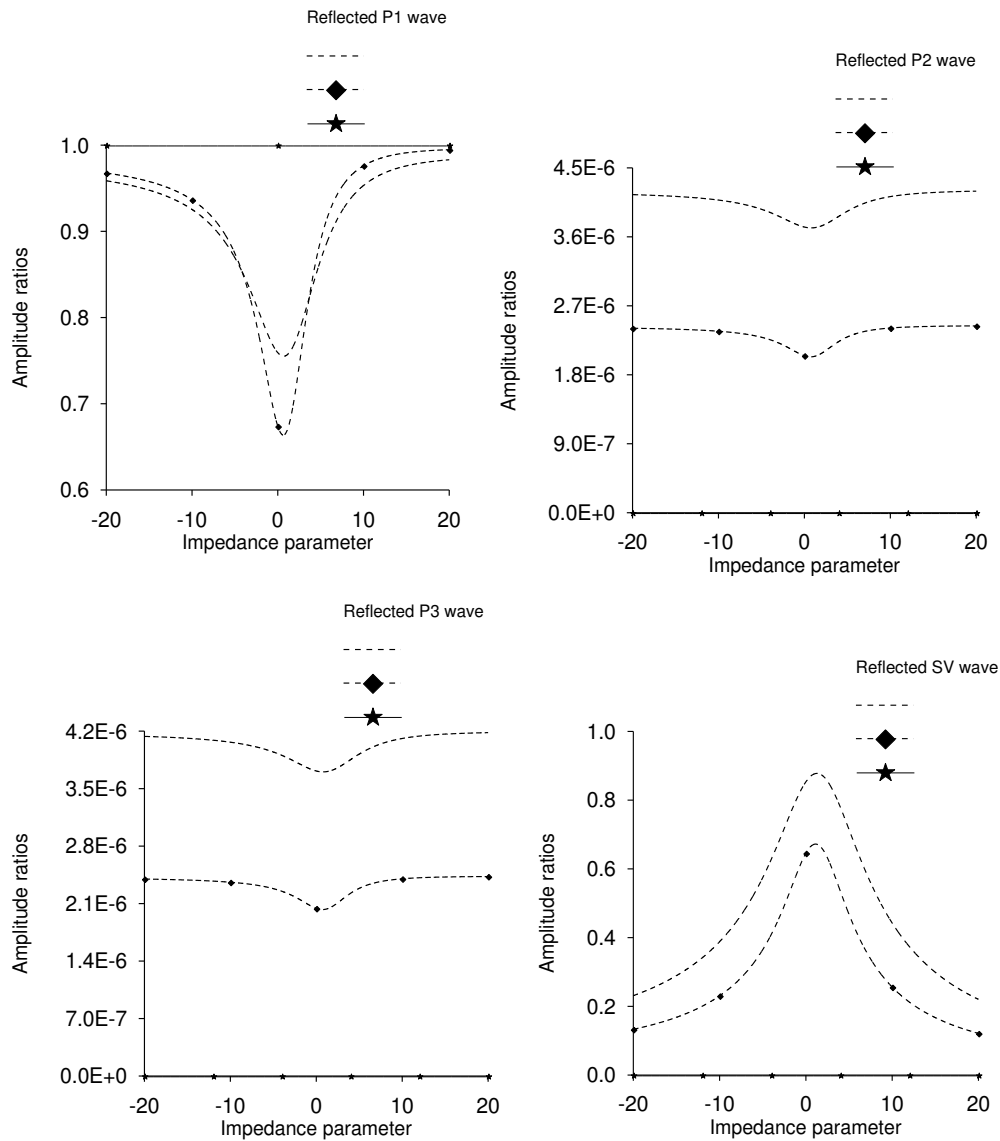 Reflected P1 wave
1.0
0.9
0.8
0.7
0.6
Amplitude ratios
-20 -10 0 10 20
Impedance parameter
Reflected P2 wave
4.5E-6
3.6E-6
2.7E-6
1.8E-6
9.0E-7
0.0E+0
Amplitude ratios
-20 -10 0 10 20
Impedance parameter
Reflected P3 wave
4.2E-6
3.5E-6
2.8E-6
2.1E-6
1.4E-6
7.0E-7
0.0E+0
Amplitude ratios
-20 -10 0 10 20
Impedance parameter
Reflected SV wave
1.0
0.8
0.6
0.4
0.2
0.0
Amplitude ratios
-20 -10 0 10 20
Impedance parameter